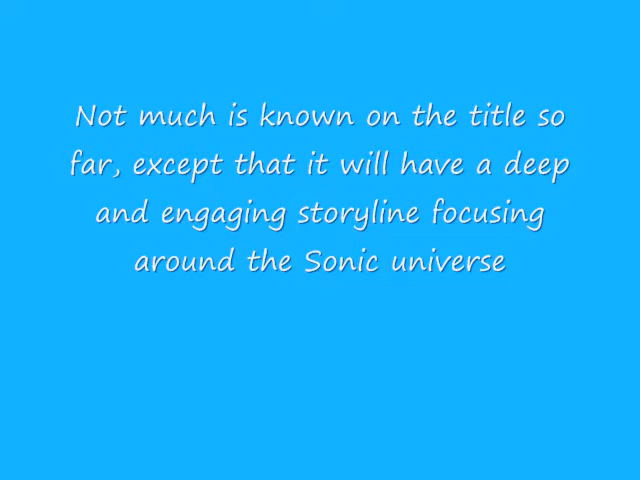 Not much is known on the title so
far, except that it will have a deep
and engaging storyline focusing
around the Sonic universe